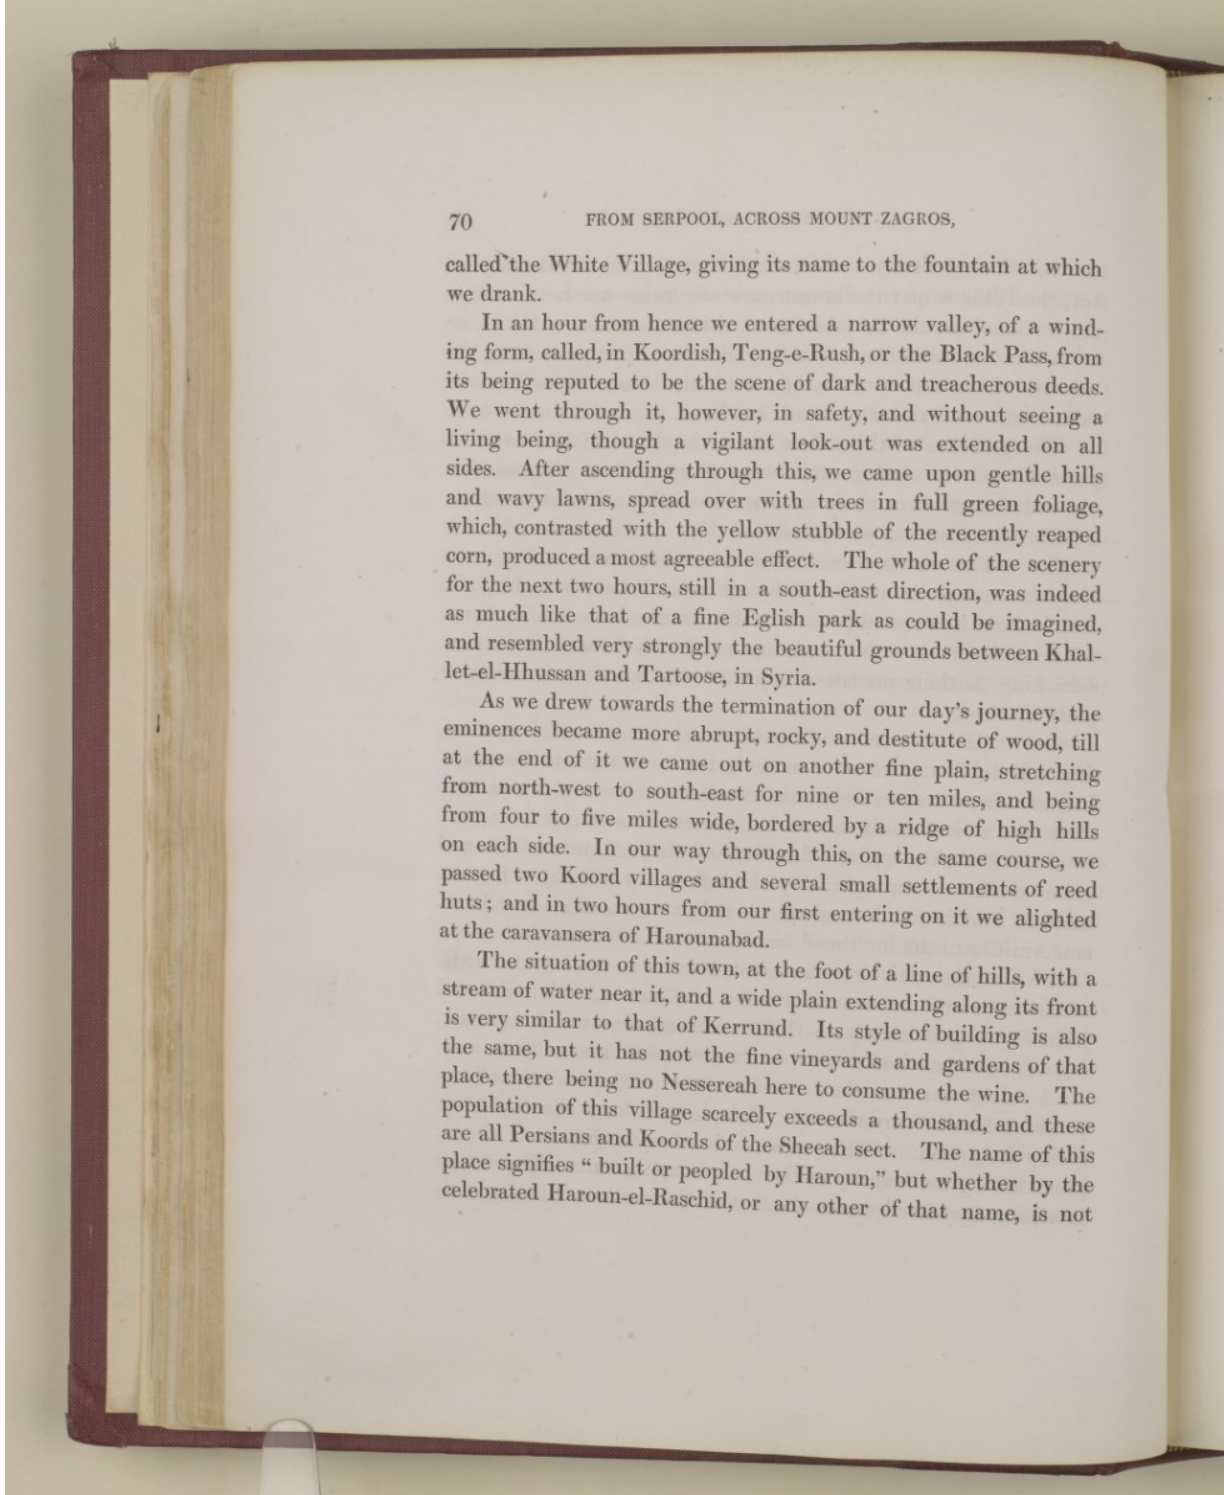 70 FROM SERPOOL, ACROSS MOUNT ZAGROS,
called the White Village, giving its name to the fountain at which
we drank.
In an hour from hence we entered a narrow valley, of a wind-
ing form, called, in Koordish, Teng-e-Rush, or the Black Pass, from
its being reputed to be the scene of dark and treacherous deeds.
We went through it, however, in safety, and without seeing a
living being, though a vigilant look-out was extended on all
sides. After ascending through this, we came upon gentle hills
and wavy lawns, spread over with trees in full green foliage,
which, contrasted with the yellow stubble of the recently reaped
corn, produced a most agreeable effect. The whole of the scenery
for the next two hours, still in a south-east direction, was indeed
as much like that of a fine Eglish park as could be imagined,
and resembled very strongly the beautiful grounds between Khal-
let-el-Hhussan and Tartoose, in Syria.
As we drew towards the termination of our day's journey, the
eminences became more abrupt, rocky, and destitute of wood, till
at the end of it we came out on another fine plain, stretching
from north-west to south-east for nine or ten miles, and being
from four to five miles wide, bordered by a ridge of high hills
on each side. In our way through this, on the same course, we
passed two Koord villages and several small settlements of reed
huts; and in two hours from our first entering on it we alighted
at the caravansera of Harounabad.
The situation of this town, at the foot of a line of hills, with a
stream of water near it, and a wide plain extending along its front
is very similar to that of Kerrund. Its style of building is also
the same, but it has not the fine vineyards and gardens of that
place, there being no Nessereah here to consume the wine. The
population of this village scarcely exceeds a thousand, and these
are all Persians and Koords of the Sheeah sect. The name of this
place signifies “ built or peopled by Haroun,” but whether by the
celebrated Haroun-el-Raschid, or any other of that name, is not